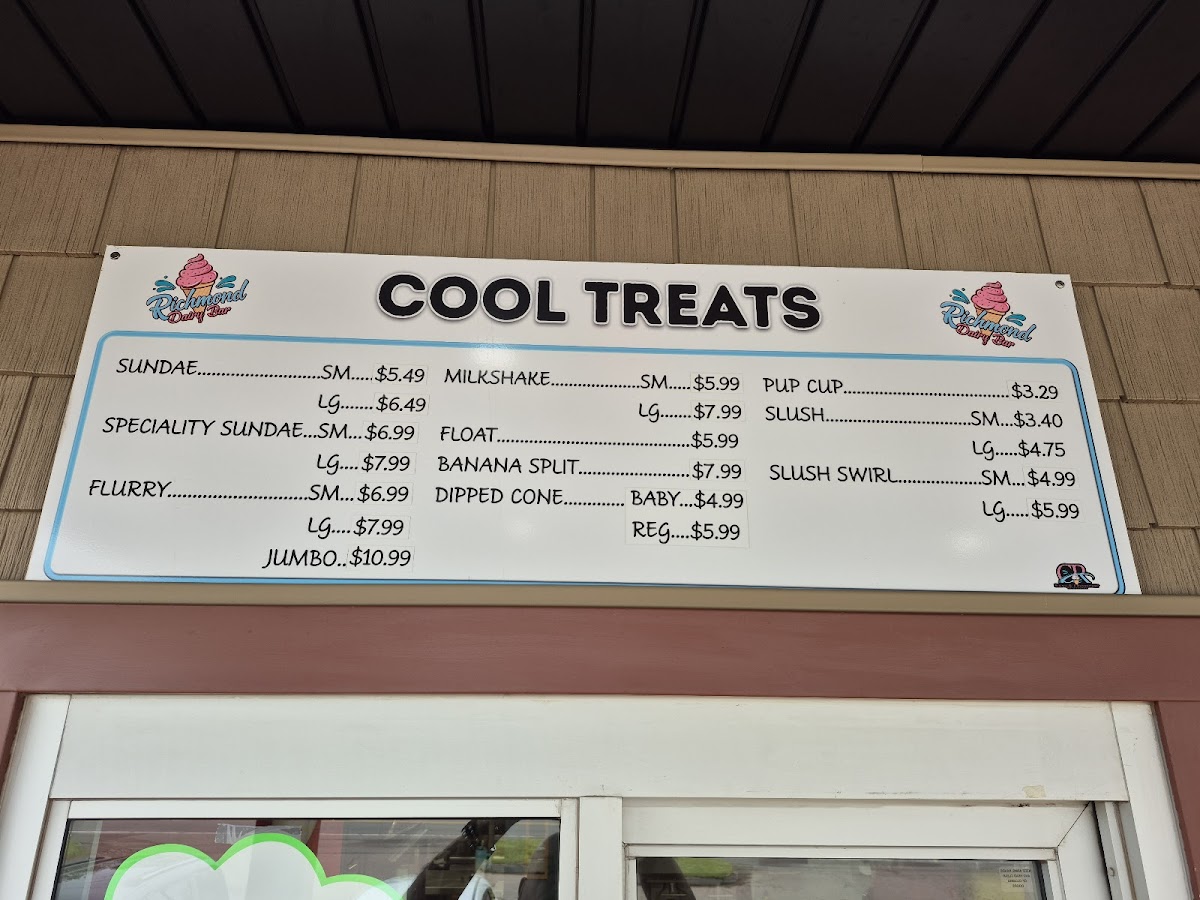 Richmond
Dairy Bar
COOL TREATS
Richmond
Dairy Bar
SUNDAE............................SM.....$5.49
LG.......$6.49
SPECIALITY SUNDAE...SM...$6.99
LG....$7.99
FLURRY................................SM...$6.99
LG....$7.99
JUMBO..$10.99
MILKSHAKE....................SM.....$5.99
LG.......$7.99
FLOAT..........................................$5.99
BANANA SPLIT........................$7.99
DIPPED CONE............. BABY...$4.99
REG....$5.99
PUP CUP....................................$3.29
SLUSH................................SM...$3.40
LG.....$4.75
SLUSH SWIRL..................SM...$4.99
LG.....$5.99